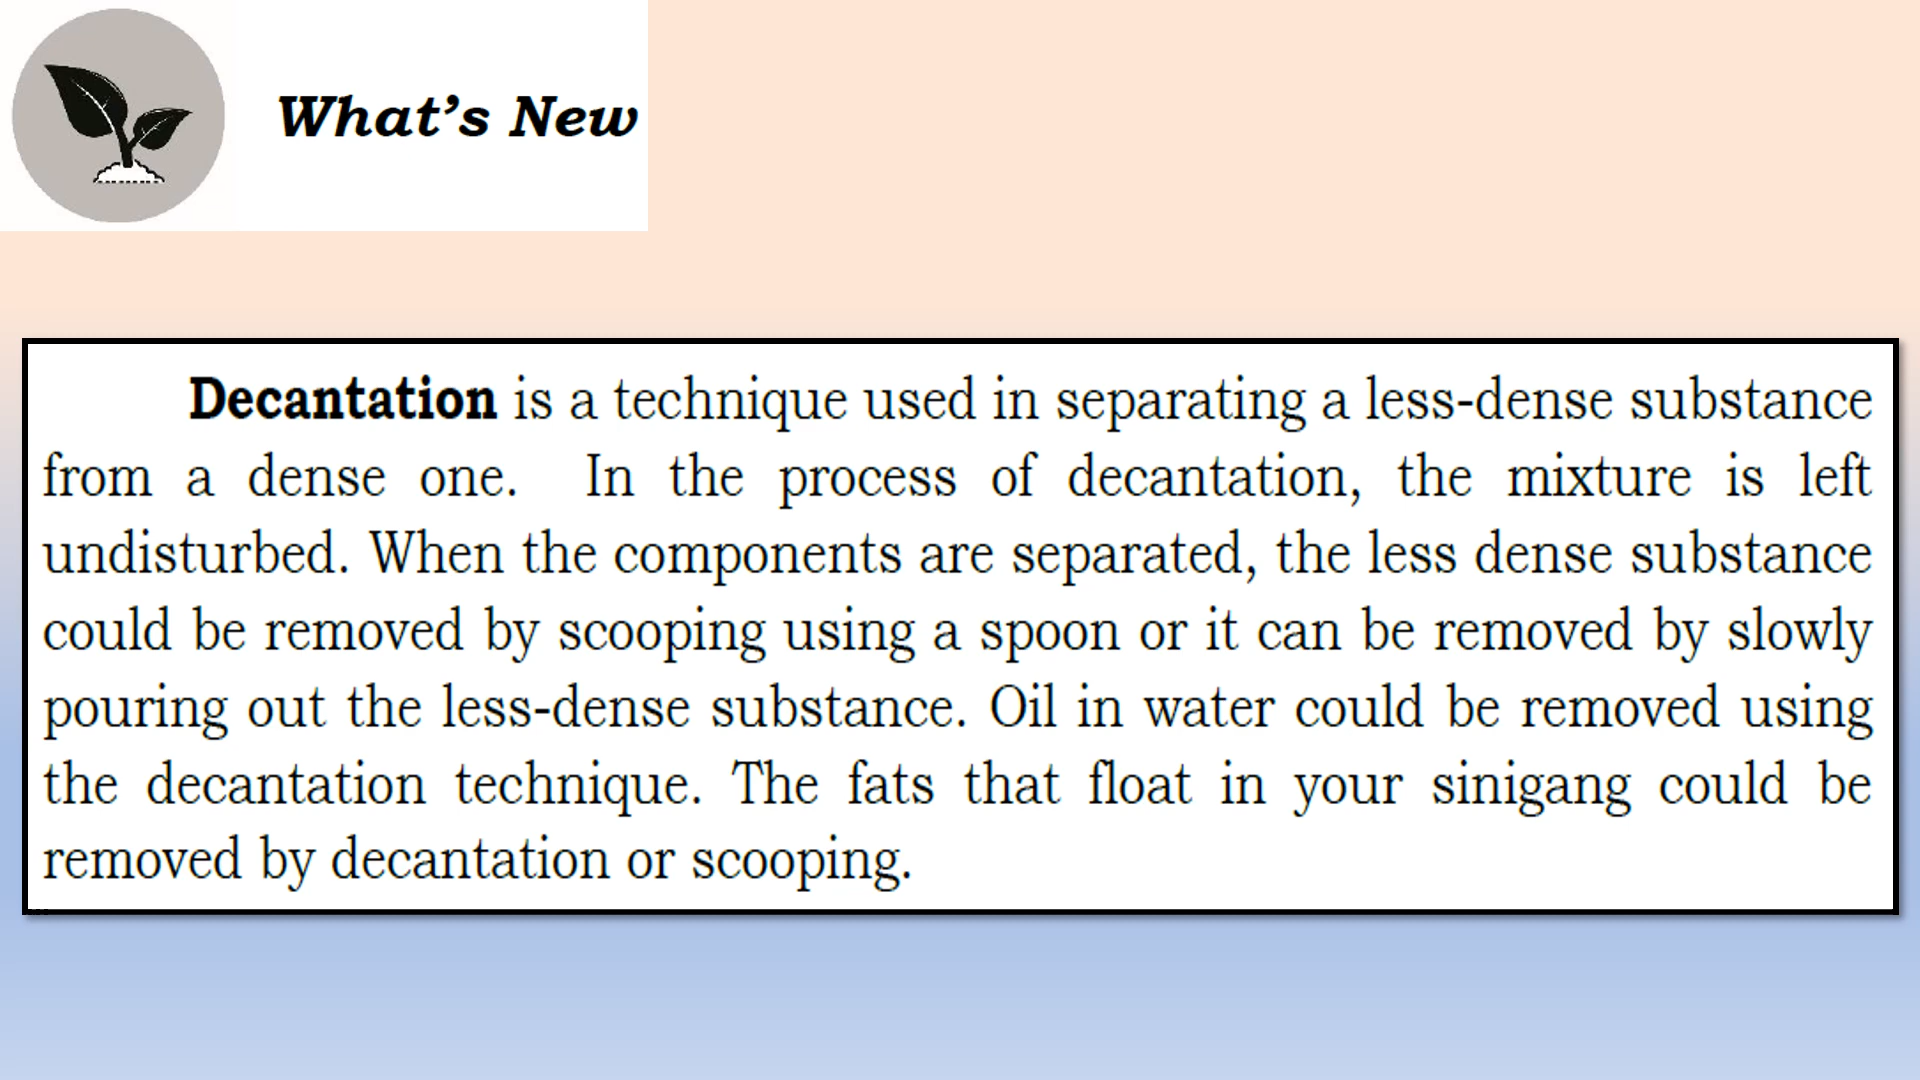 What’s New
Decantation is a technique used in separating a less-dense substance
from a dense one. In the process of decantation, the mixture is left
undisturbed. When the components are separated, the less dense substance
could be removed by scooping using a spoon or it can be removed by slowly
pouring out the less-dense substance. Oil in water could be removed using
the decantation technique. The fats that float in your sinigang could be
removed by decantation or scooping.